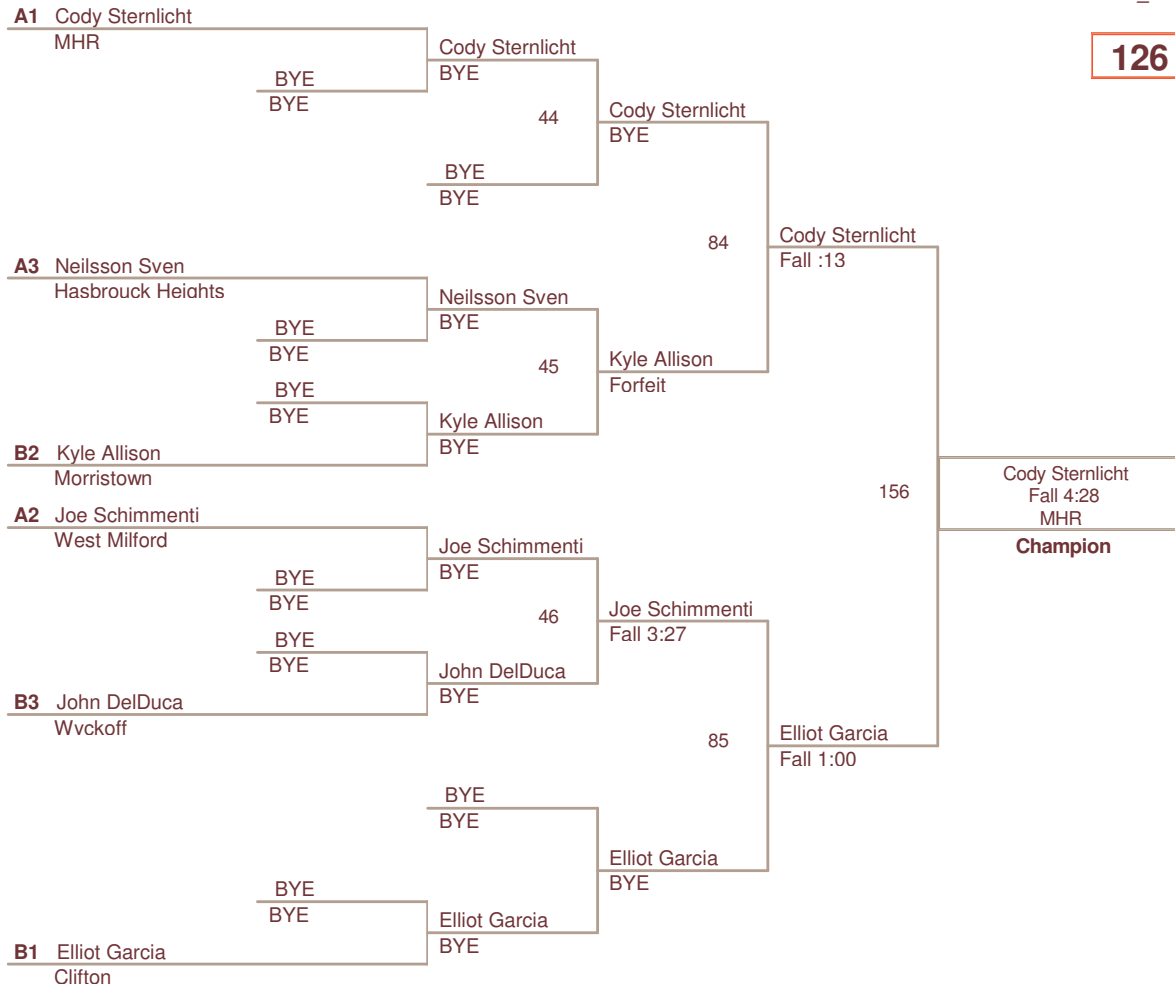 A1 Cody Sternlicht
MHR
126
Cody Sternlicht
BYE
BYE
BYE
44
Cody Sternlicht
BYE
BYE
BYE
84
Cody Sternlicht
Fall :13
A3 Neilsson Sven
Hasbrouck Heights
Neilsson Sven
BYE
BYE
BYE
45
Kyle Allison
Forfeit
BYE
BYE
Kyle Allison
BYE
B2 Kyle Allison
Morristown
156
Cody Sternlicht
Fall 4:28
MHR
Champion
A2 Joe Schimmenti
West Milford
Joe Schimmenti
BYE
BYE
BYE
46
Joe Schimmenti
Fall 3:27
BYE
BYE
John DelDuca
BYE
B3 John DelDuca
Wyckoff
85
Elliot Garcia
Fall 1:00
BYE
BYE
Elliot Garcia
BYE
BYE
BYE
Elliot Garcia
BYE
B1 Elliot Garcia
Clifton